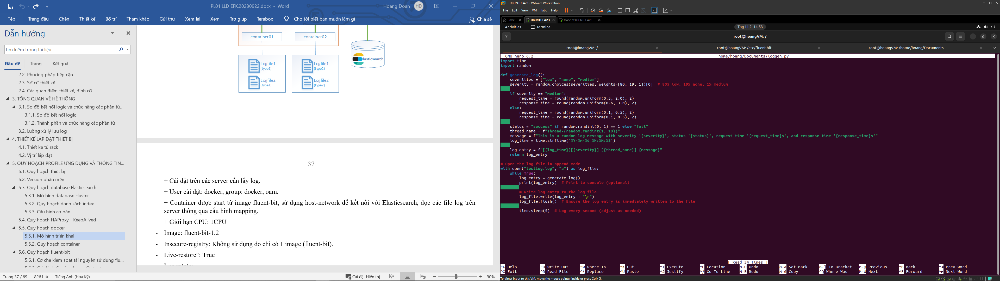 PL01.LLD EFK.20230922.docx - Word
Hoang Doan
HD
Tệp Trang đầu Chèn Thiết kế Bố trí Tham khảo Gửi thư Xem lại Xem Trợ giúp Terabox Cho tôi biết bạn muốn làm gì
Chia sẻ
Dẫn hướng
Tìm kiếm trong tài liệu
Đầu đề Trang Kết quả
2.2. Phương pháp tiếp cận
2.3. Sở cứ thiết kế
2.4. Các quan điểm thiết kế, định cỡ
3. TỔNG QUAN VỀ HỆ THỐNG
3.1. Sơ đồ kết nối logic và chức năng các phần tử...
3.1.1. Sơ đồ kết nối logic
3.1.2. Thành phần và chức năng các phần tử
3.2. Luồng xử lý lưu log
4. THIẾT KẾ LẮP ĐẶT THIẾT BỊ
4.1. Thiết kế tủ rack
4.2. Vị trí lắp đặt
5. QUY HOẠCH PROFILE ỨNG DỤNG VÀ THÔNG TIN...
5.1. Quy hoạch thiết bị
5.2. Version phần mềm
5.3. Quy hoạch database Elasticsearch
5.3.1. Mô hình database cluster
5.3.2. Quy hoạch danh sách index
5.3.3. Cấu hình cơ bản
5.4. Quy hoạch HAProxy - KeepAlived
5.5. Quy hoạch docker
5.5.1. Mô hình triển khai
5.5.2. Quy hoạch container
5.6. Quy hoạch fluent-bit
5.6.1. Cơ chế kiểm soát tài nguyên sử dụng flu...
container01
container02
Logfile1
(type1)
Logfile2
(type1)
Logfile1
(type2)
Logfile2
(type2)
lasticsearch
37
+ Cài đặt trên các server cần lấy log.
+ User cài đặt: docker, group: docker, oam.
+ Container được start từ image fluent-bit, sử dụng host-network để kết nối với Elasticsearch, đọc các file log trên
server thông qua cấu hình mapping.
+ Giới hạn CPU: 1CPU
- Image: fluent-bit-1.2
- Insecure-registry: Không sử dụng do chỉ có 1 image (fluent-bit).
- Live-restore": True
Trang 37 / 69 8261 từ Tiếng Anh (Hoa Kỳ)
Cài đặt Hiển thị
90%
UBUNTUFA23 - VMware Workstation
File Edit View VM Tabs Help
Home UBUNTUFA23 Clone of UBUNTUFA23
Activities Terminal
Thg 11 2 14:53
root@hoangVM: /
root@hoangVM: / root@hoangVM: /etc/fluent-bit root@hoangVM: /home/hoang/Documents
GNU nano 6.2 home/hoang/Documents/loggen.py
import time
import random
def generate_log():
    severities = ["low", "none", "medium"]
    severity = random.choices(severities, weights=[80, 19, 1])[0]  # 80% low, 19% none, 1% medium
    if severity == "medium":
        request_time = round(random.uniform(0.5, 2.0), 2)
        response_time = round(random.uniform(0.6, 3.0), 2)
    else:
        request_time = round(random.uniform(0.1, 0.5), 2)
        response_time = round(random.uniform(0.1, 0.5), 2)
    status = "success" if random.randint(0, 1) == 1 else "fail"
    thread_name = f"Thread-{random.randint(1, 10)}"
    message = f"This is a random log message with severity '{severity}', status '{status}', request time '{request_time}s', and response time '{response_time}s'"
    log_time = time.strftime('%Y-%m-%d %H:%M:%S')
    log_entry = f"[{log_time}][{severity}] [{thread_name}] {message}"
    return log_entry
# Open the log file in append mode
with open("testLog.log", "a") as log_file:
    while True:
        log_entry = generate_log()
        print(log_entry)  # Print to console (optional)
        # Write log entry to the log file
        log_file.write(log_entry + "\n")
        log_file.flush()  # Ensure the log entry is immediately written to the file
        time.sleep(5)  # Log every second (adjust as needed)
[ Read 34 lines ]
^G Help ^O Write Out ^W Where Is ^K Cut ^T Execute ^C Location M-U Undo M-A Set Mark M-] To Bracket M-Q Previous ^B Back ^◀ Prev Word
^X Exit ^R Read File ^\ Replace ^U Paste ^J Justify ^/ Go To Line M-E Redo M-6 Copy ^Q Where Was M-W Next ^F Forward ^▶ Next Word
To direct input to this VM, move the mouse pointer inside or press Ctrl+G.